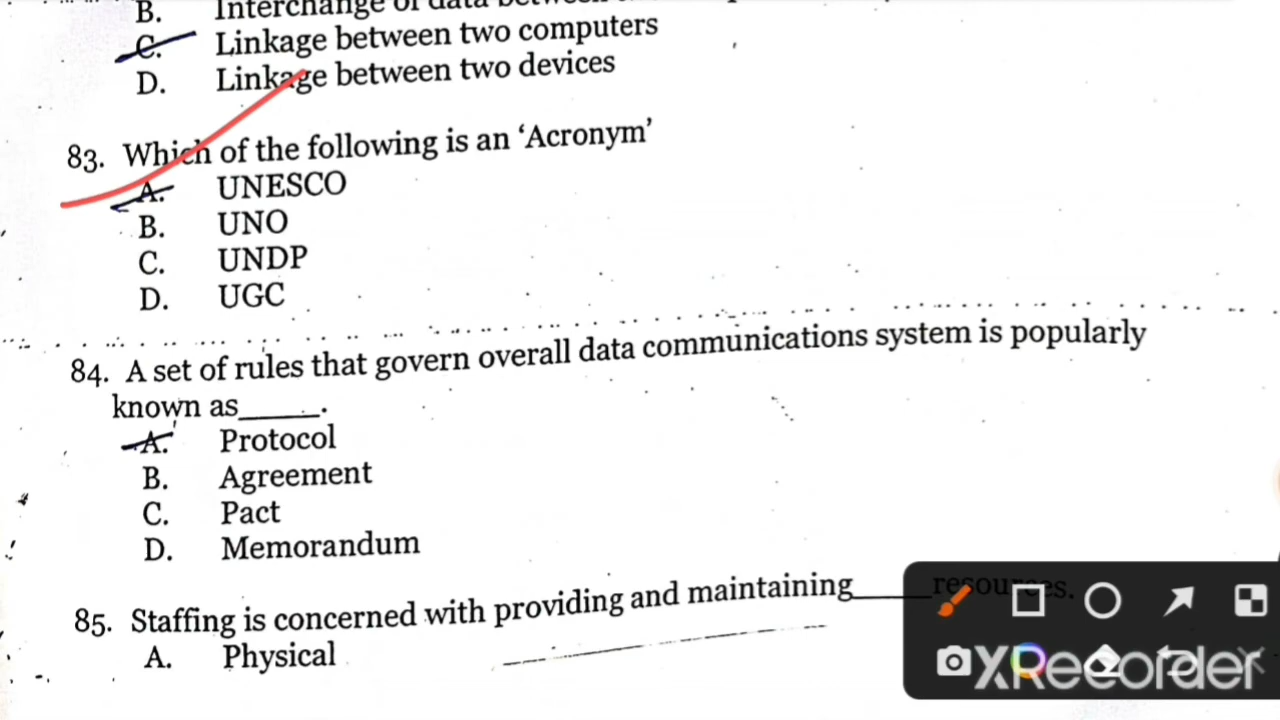 B. Interchange of data
C. Linkage between two computers
D. Linkage between two devices
83. Which of the following is an ‘Acronym’
A. UNESCO
B. UNO
C. UNDP
D. UGC
84. A set of rules that govern overall data communications system is popularly
known as______.
A. Protocol
B. Agreement
C. Pact
D. Memorandum
85. Staffing is concerned with providing and maintaining_____resources.
A. Physical
XRecorder